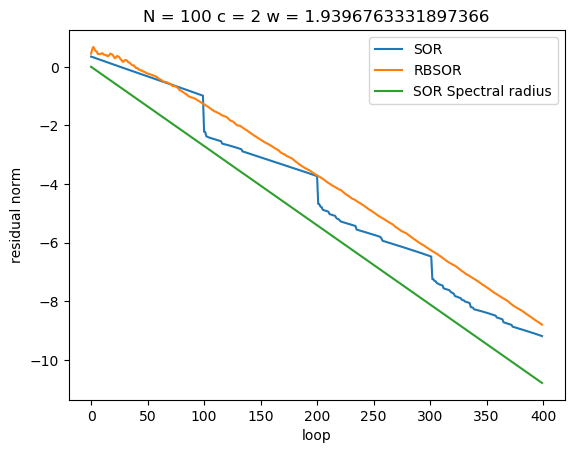 N = 100 c = 2 w = 1.9396763331897366
SOR
RBSOR
SOR Spectral radius
residual norm
0
−2
−4
−6
−8
−10
0 50 100 150 200 250 300 350 400
loop